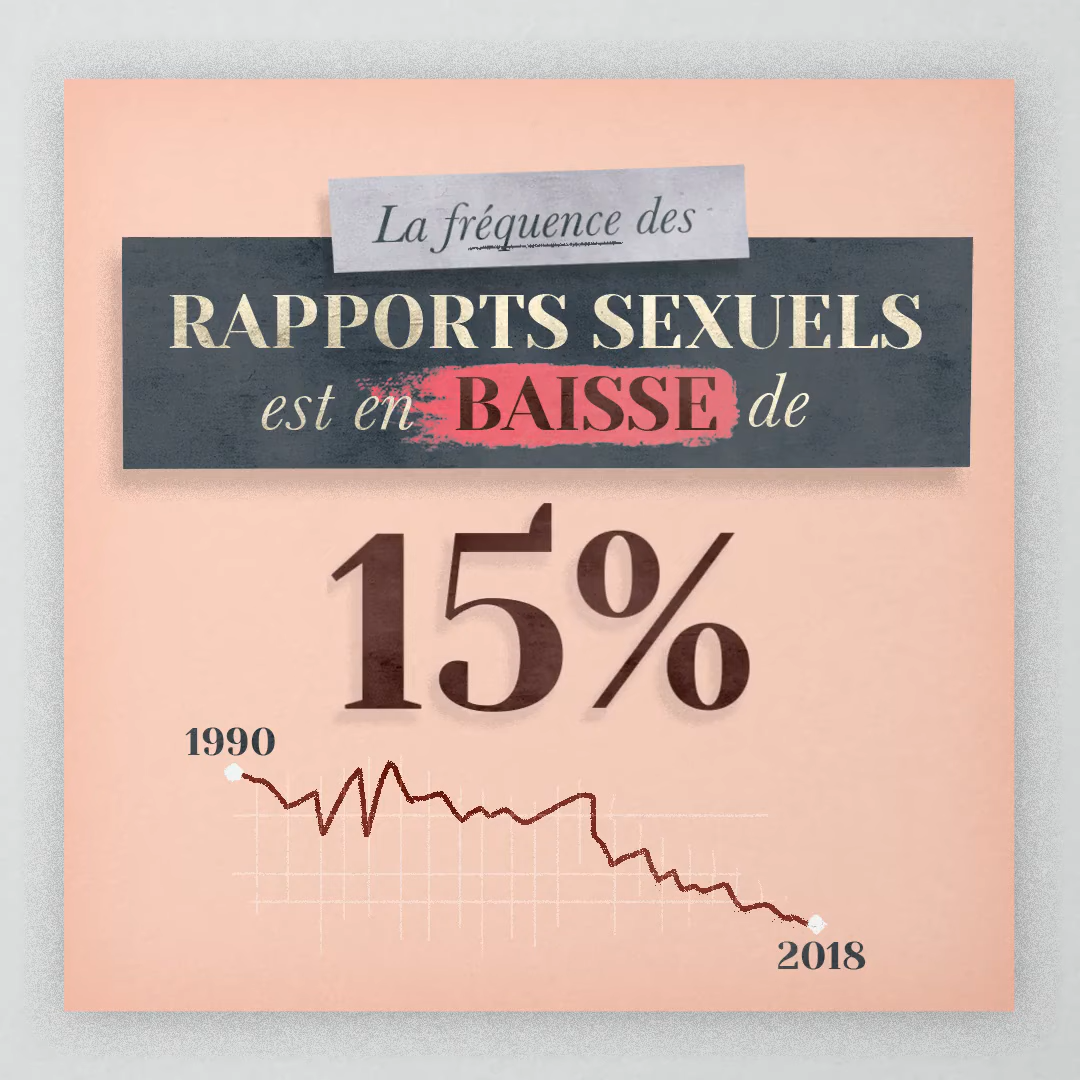 La fréquence des
RAPPORTS SEXUELS
est en BAISSE de
15%
1990
2018